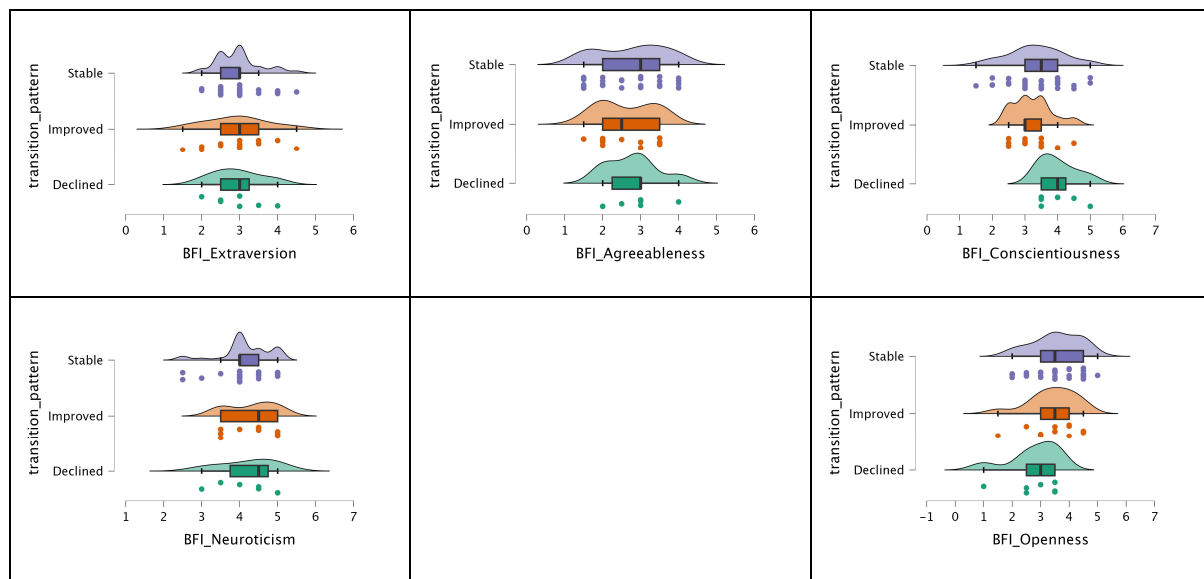 transition_pattern
Stable
Improved
Declined
0 1 2 3 4 5 6
BFI_Extraversion
transition_pattern
Stable
Improved
Declined
0 1 2 3 4 5 6
BFI_Agreeableness
transition_pattern
Stable
Improved
Declined
0 1 2 3 4 5 6 7
BFI_Conscientiousness
transition_pattern
Stable
Improved
Declined
1 2 3 4 5 6 7
BFI_Neuroticism
transition_pattern
Stable
Improved
Declined
−1 0 1 2 3 4 5 6 7
BFI_Openness